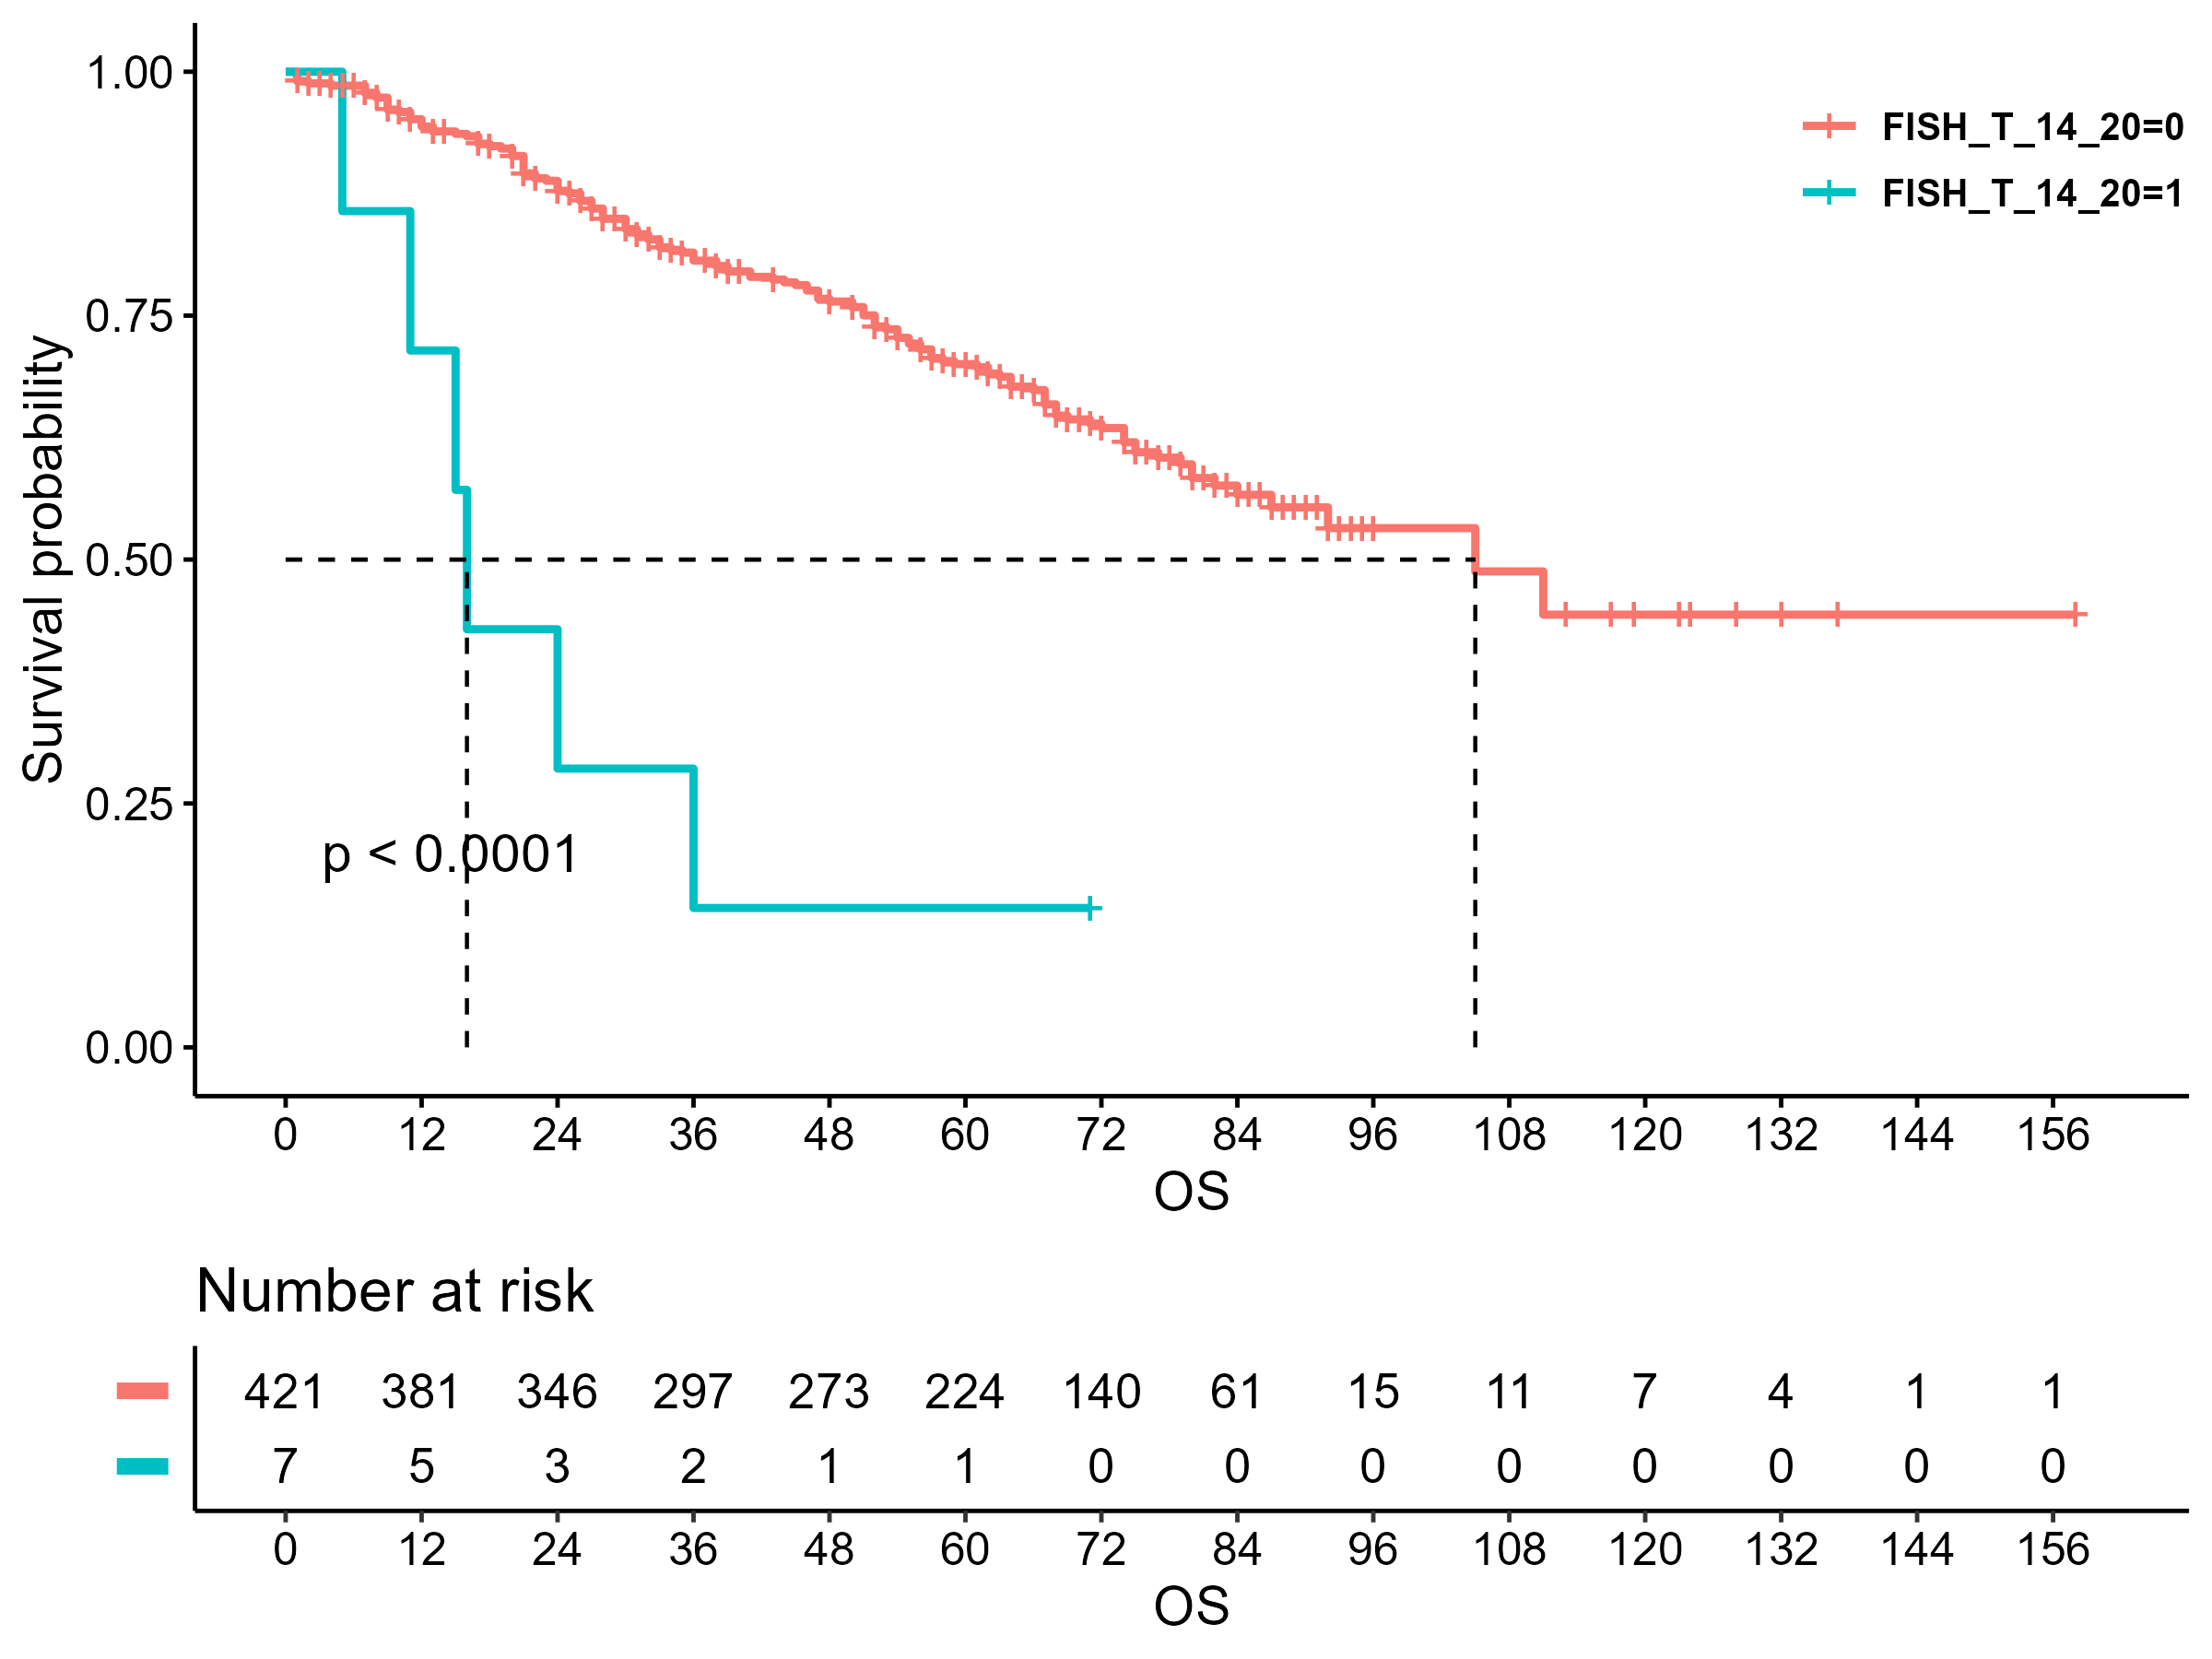 FISH_T_14_20=0
FISH_T_14_20=1
Survival probability
1.00
0.75
0.50
0.25
0.00
p < 0.0001
0 12 24 36 48 60 72 84 96 108 120 132 144 156
OS
Number at risk
421 381 346 297 273 224 140 61 15 11 7 4 1 1
7 5 3 2 1 1 0 0 0 0 0 0 0 0
0 12 24 36 48 60 72 84 96 108 120 132 144 156
OS